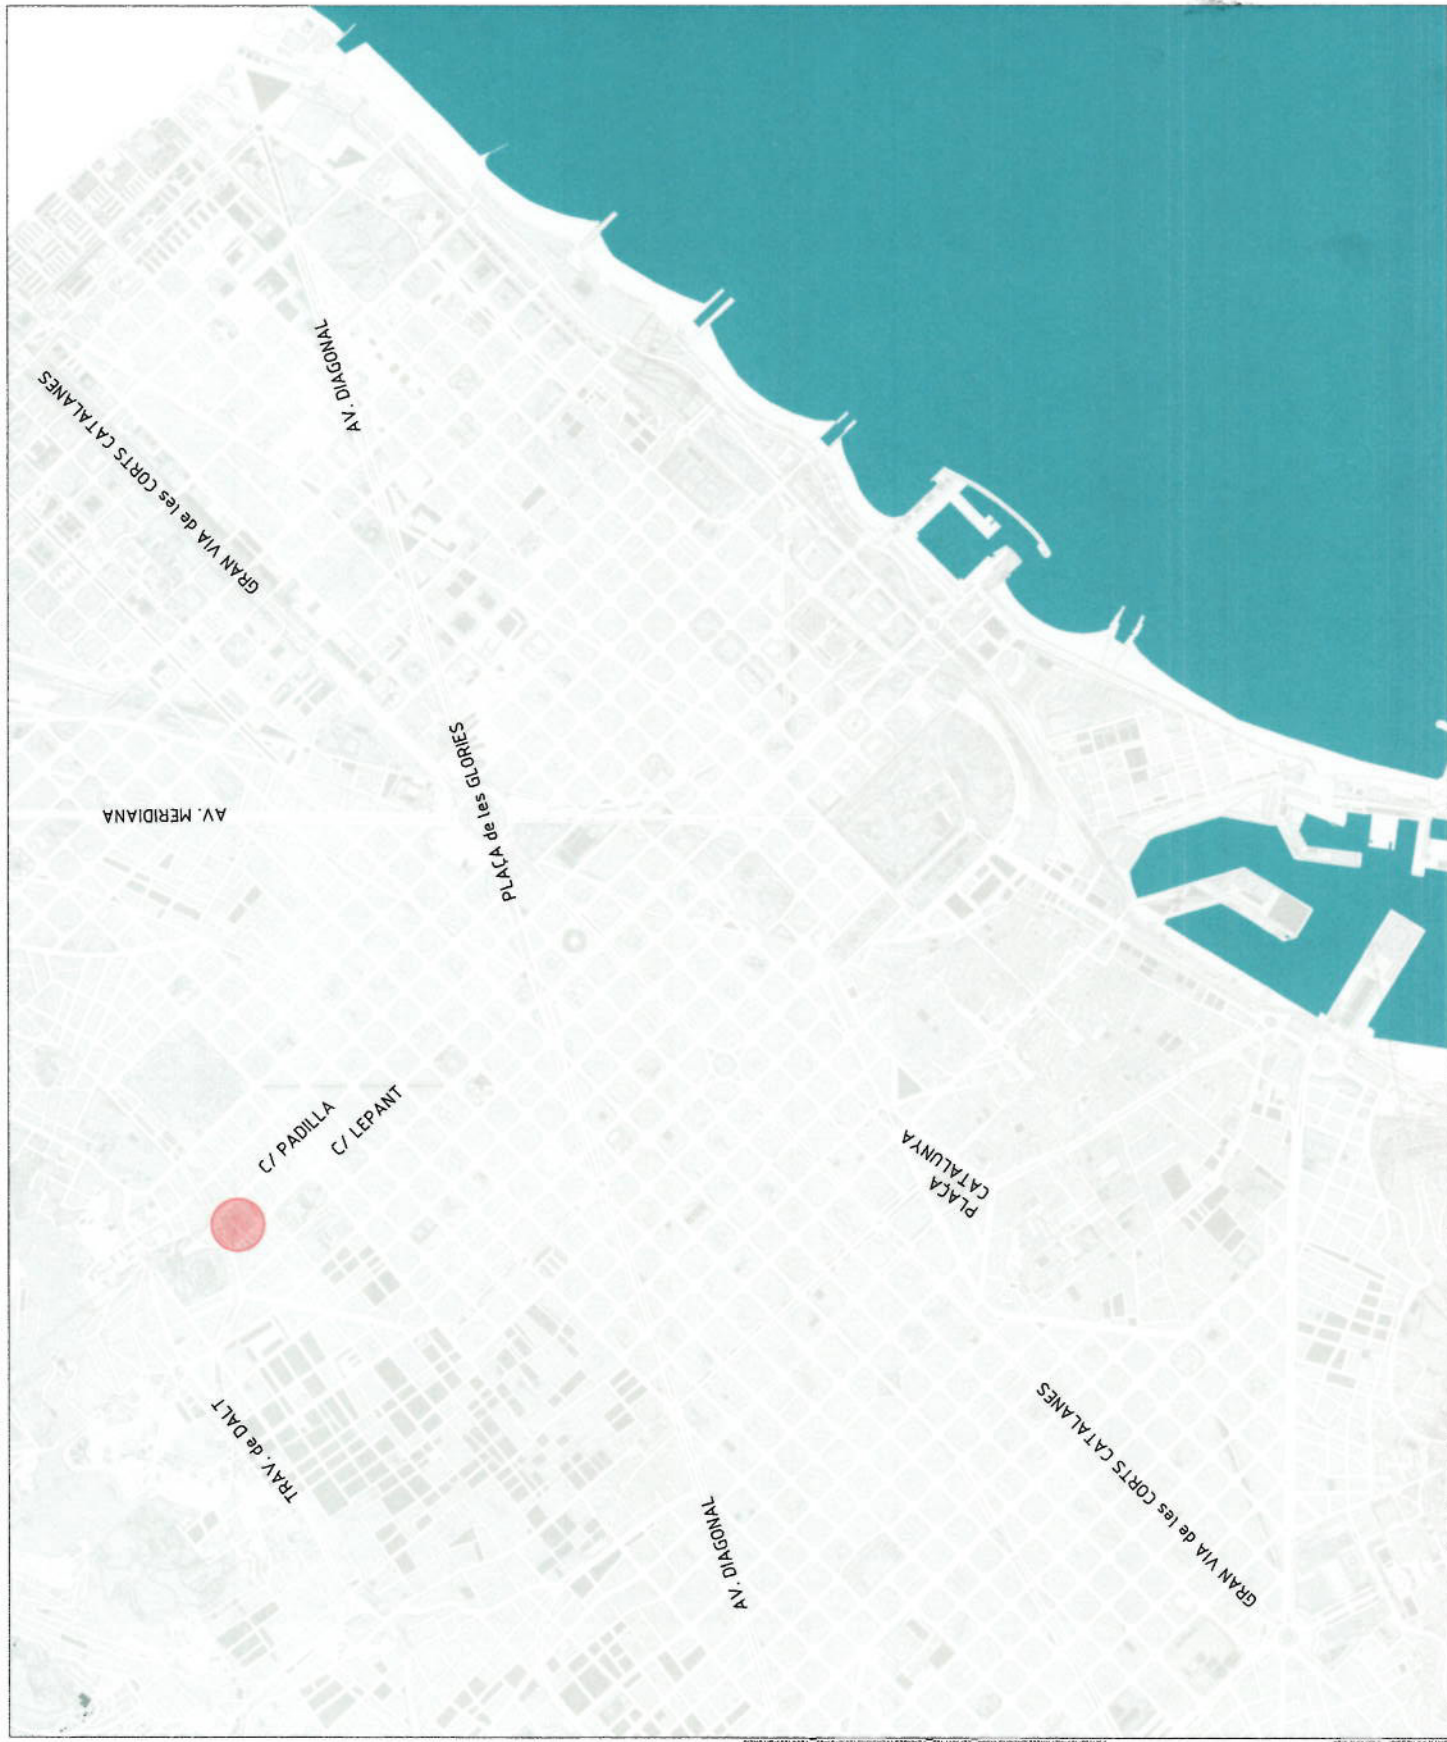 AV. DIAGONAL
GRAN VIA de les CORTS CATALANES
PLAÇA de les GLORIES
AV. MERIDIANA
C/ PADILLA
C/ LEPANT
PLAÇA
CATALUNYA
TRAV. de DALT
GRAN VIA de les CORTS CATALANES
AV. DIAGONAL